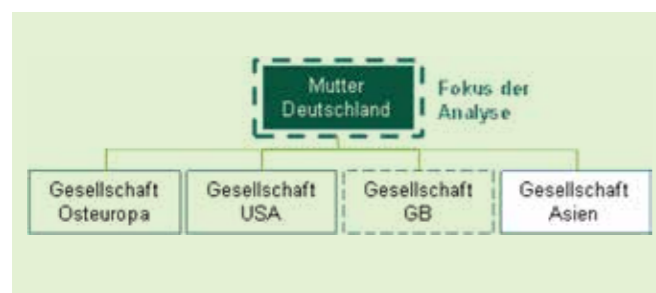 Mutter
Deutschland
Fokus der
Analyse
Gesellschaft
Osteuropa
Gesellschaft
USA
Gesellschaft
GB
Gesellschaft
Asien